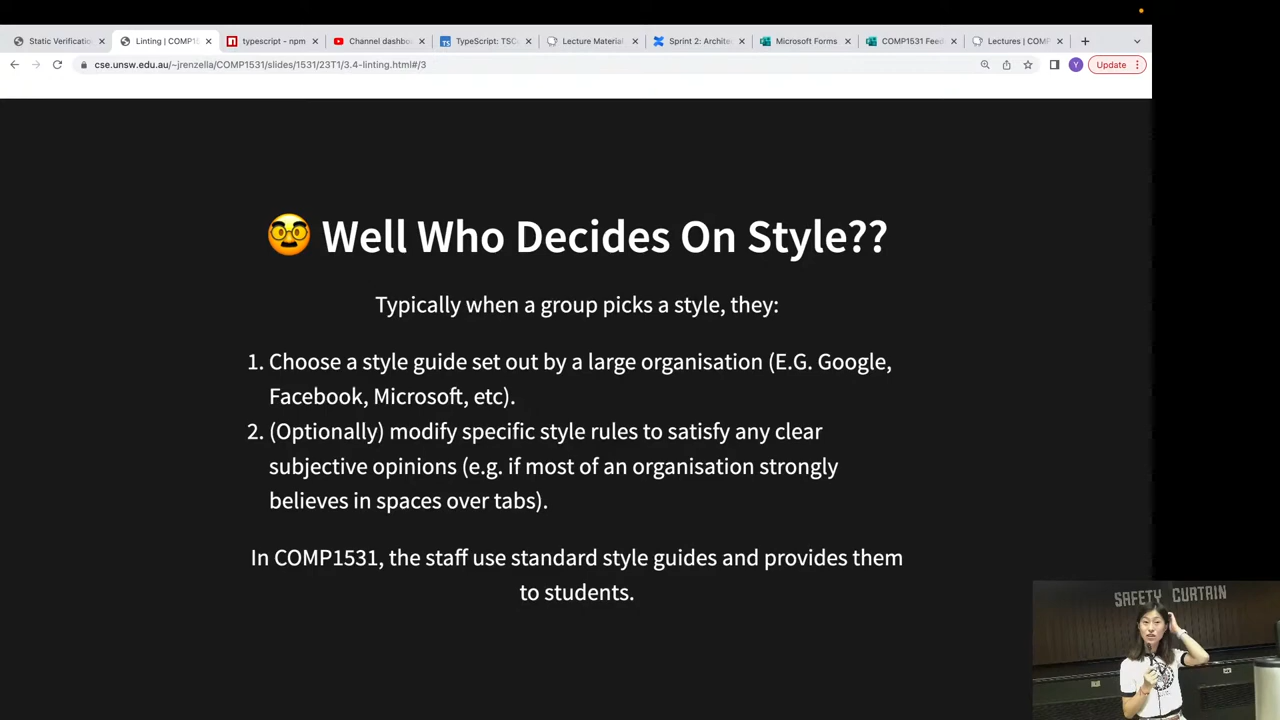 Static Verificatio
Linting | COMP15
typescript - npm
Channel dashbo
TypeScript: TSC
Lecture Material
Sprint 2: Archite
Microsoft Forms
COMP1531 Feed
Lectures | COMP
cse.unsw.edu.au/~jrenzella/COMP1531/slides/1531/23T1/3.4-linting.html#/3
Y
Update
Well Who Decides On Style??
Typically when a group picks a style, they:
1. Choose a style guide set out by a large organisation (E.G. Google,
Facebook, Microsoft, etc).
2. (Optionally) modify specific style rules to satisfy any clear
subjective opinions (e.g. if most of an organisation strongly
believes in spaces over tabs).
In COMP1531, the staff use standard style guides and provides them
to students.
SAFETY CURTAIN